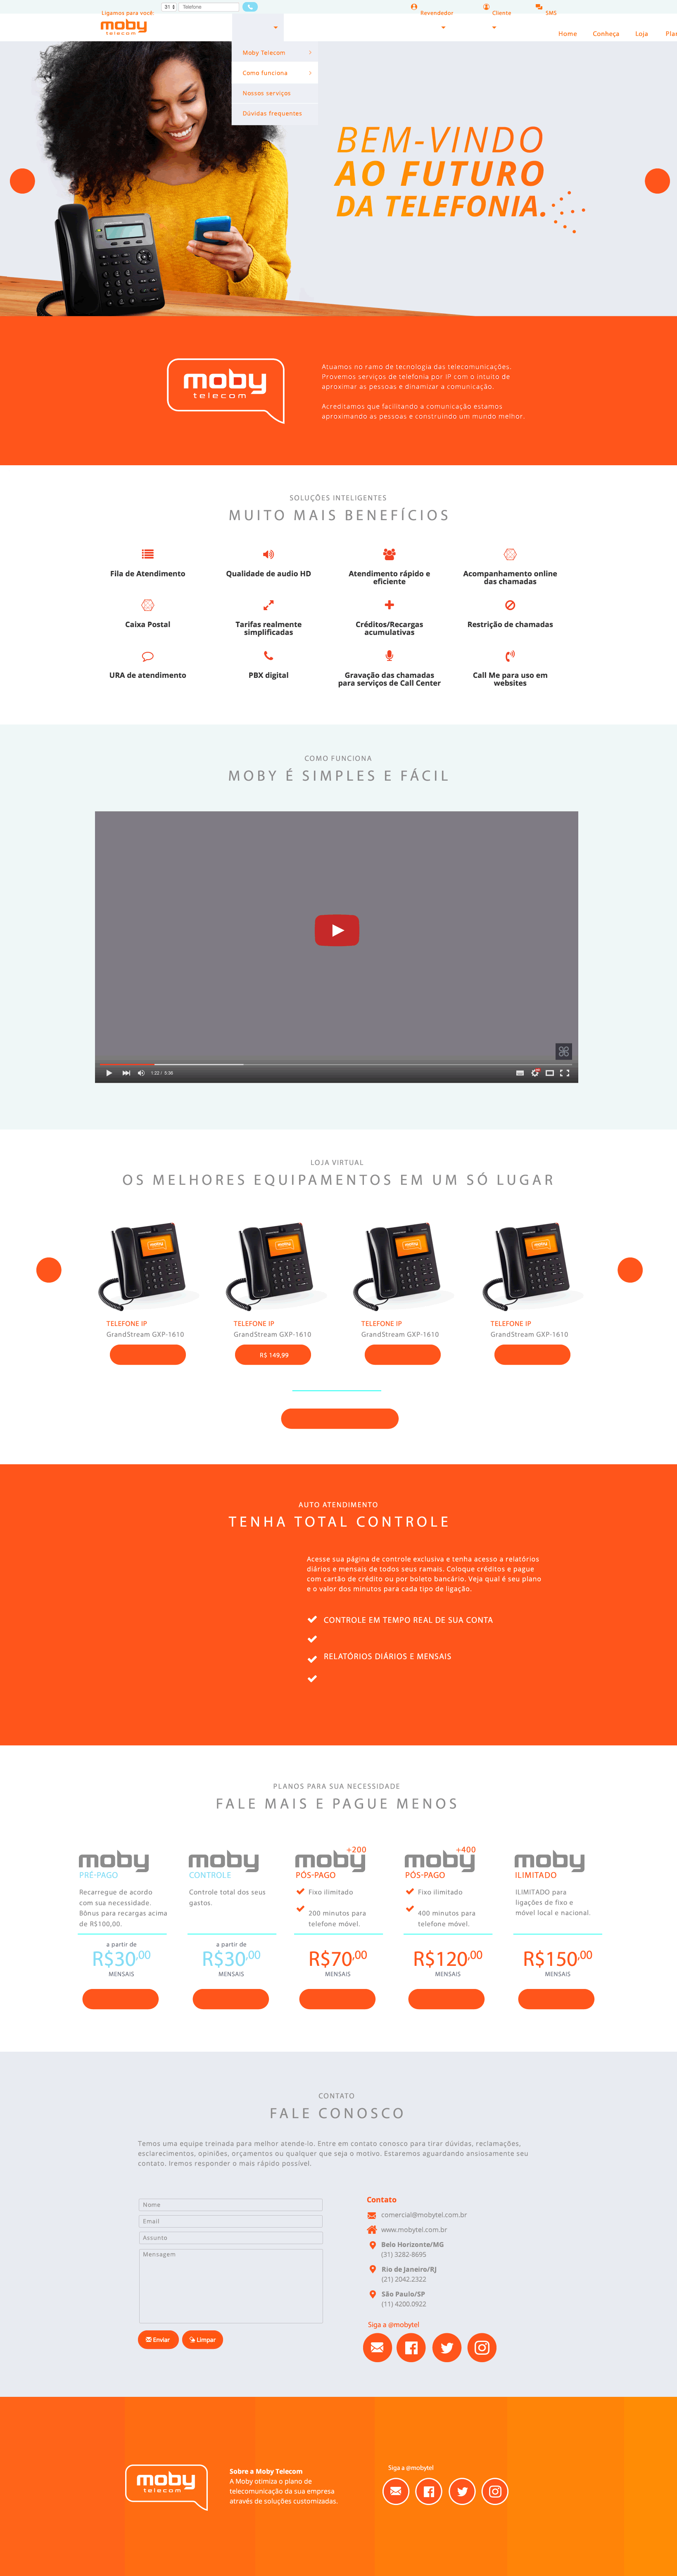 Ligamos para você:
31
Telefone
Revendedor
Cliente
SMS
moby
telecom
Home
Conheça
Loja
Plan
Moby Telecom
Como funciona
Nossos serviços
Dúvidas frequentes
BEM-VINDO
AO FUTURO
DA TELEFONIA.
moby
telecom
Atuamos no ramo de tecnologia das telecomunicações.
Provemos serviços de telefonia por IP com o intuito de
aproximar as pessoas e dinamizar a comunicação.
Acreditamos que facilitando a comunicação estamos
aproximando as pessoas e construindo um mundo melhor.
SOLUÇÕES INTELIGENTES
MUITO MAIS BENEFÍCIOS
Fila de Atendimento
Qualidade de audio HD
Atendimento rápido e
eficiente
Acompanhamento online
das chamadas
Caixa Postal
Tarifas realmente
simplificadas
Créditos/Recargas
acumulativas
Restrição de chamadas
URA de atendimento
PBX digital
Gravação das chamadas
para serviços de Call Center
Call Me para uso em
websites
COMO FUNCIONA
MOBY É SIMPLES E FÁCIL
1:22 / 5:36
LOJA VIRTUAL
OS MELHORES EQUIPAMENTOS EM UM SÓ LUGAR
TELEFONE IP
GrandStream GXP-1610
TELEFONE IP
GrandStream GXP-1610
R$ 149,99
TELEFONE IP
GrandStream GXP-1610
TELEFONE IP
GrandStream GXP-1610
AUTO ATENDIMENTO
TENHA TOTAL CONTROLE
Acesse sua página de controle exclusiva e tenha acesso a relatórios
diários e mensais de todos seus ramais. Coloque créditos e pague
com cartão de crédito ou por boleto bancário. Veja qual é seu plano
e o valor dos minutos para cada tipo de ligação.
CONTROLE EM TEMPO REAL DE SUA CONTA
RELATÓRIOS DIÁRIOS E MENSAIS
PLANOS PARA SUA NECESSIDADE
FALE MAIS E PAGUE MENOS
moby
PRÉ-PAGO
Recarregue de acordo
com sua necessidade.
Bônus para recargas acima
de R$100,00.
a partir de
R$30,00
MENSAIS
moby
CONTROLE
Controle total dos seus
gastos.
a partir de
R$30,00
MENSAIS
+200
moby
PÓS-PAGO
Fixo ilimitado
200 minutos para
telefone móvel.
R$70,00
MENSAIS
+400
moby
PÓS-PAGO
Fixo ilimitado
400 minutos para
telefone móvel.
R$120,00
MENSAIS
moby
ILIMITADO
ILIMITADO para
ligações de fixo e
móvel local e nacional.
R$150,00
MENSAIS
CONTATO
FALE CONOSCO
Temos uma equipe treinada para melhor atende-lo. Entre em contato conosco para tirar dúvidas, reclamações,
esclarecimentos, opiniões, orçamentos ou qualquer que seja o motivo. Estaremos aguardando ansiosamente seu
contato. Iremos responder o mais rápido possível.
Nome
Email
Assunto
Mensagem
Enviar
Limpar
Contato
comercial@mobytel.com.br
www.mobytel.com.br
Belo Horizonte/MG
(31) 3282-8695
Rio de Janeiro/RJ
(21) 2042.2322
São Paulo/SP
(11) 4200.0922
Siga a @mobytel
moby
telecom
Sobre a Moby Telecom
A Moby otimiza o plano de
telecomunicação da sua empresa
através de soluções customizadas.
Siga a @mobytel